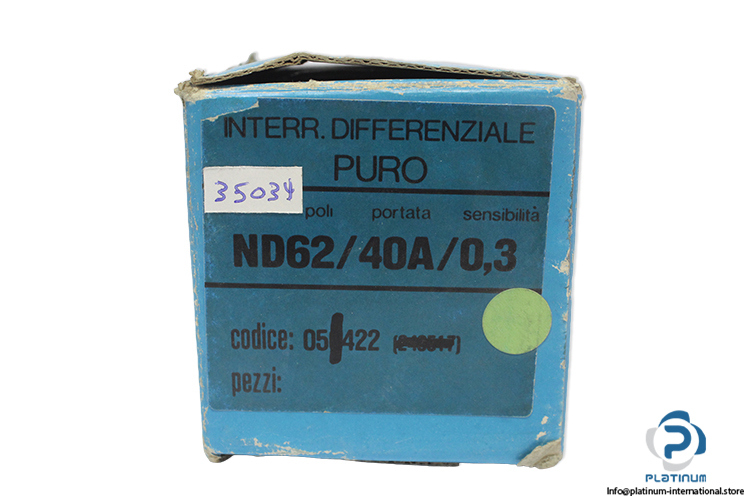 INTERR. DIFFERENZIALE
PURO
35034
poli portata sensibilità
ND62/40A/0,3
codice: 05 422
pezzi:
PLATINUM
Info@platinum-international.store